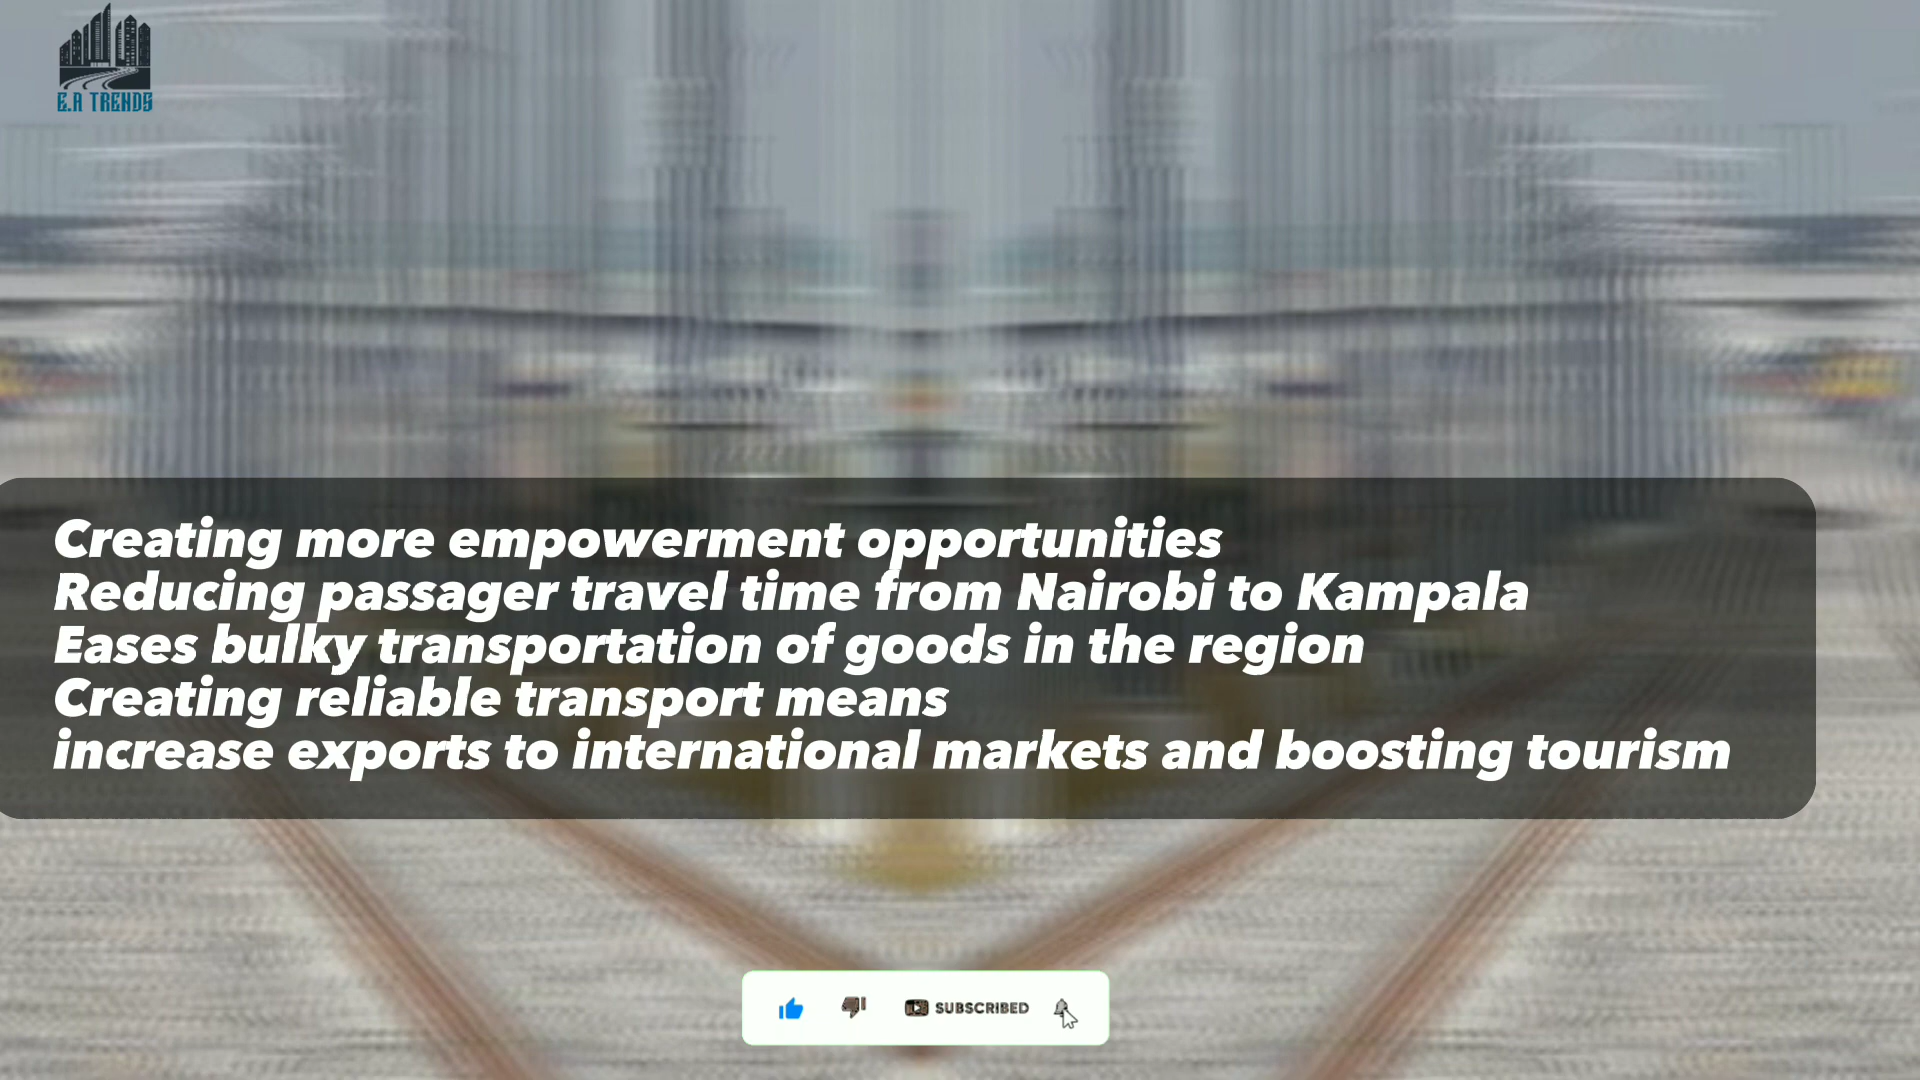 E.A TRENDS
Creating more empowerment opportunities
Reducing passager travel time from Nairobi to Kampala
Eases bulky transportation of goods in the region
Creating reliable transport means
increase exports to international markets and boosting tourism
SUBSCRIBED